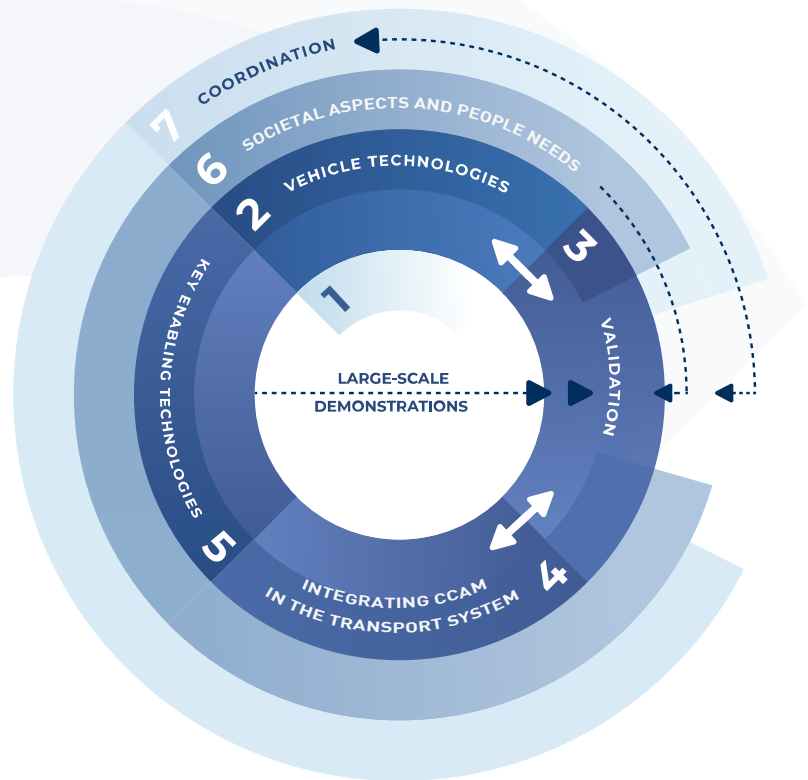 7 COORDINATION
6 SOCIETAL ASPECTS AND PEOPLE NEEDS
2 VEHICLE TECHNOLOGIES
3 VALIDATION
1
LARGE-SCALE
DEMONSTRATIONS
5 KEY ENABLING TECHNOLOGIES
4
INTEGRATING CCAM
IN THE TRANSPORT SYSTEM